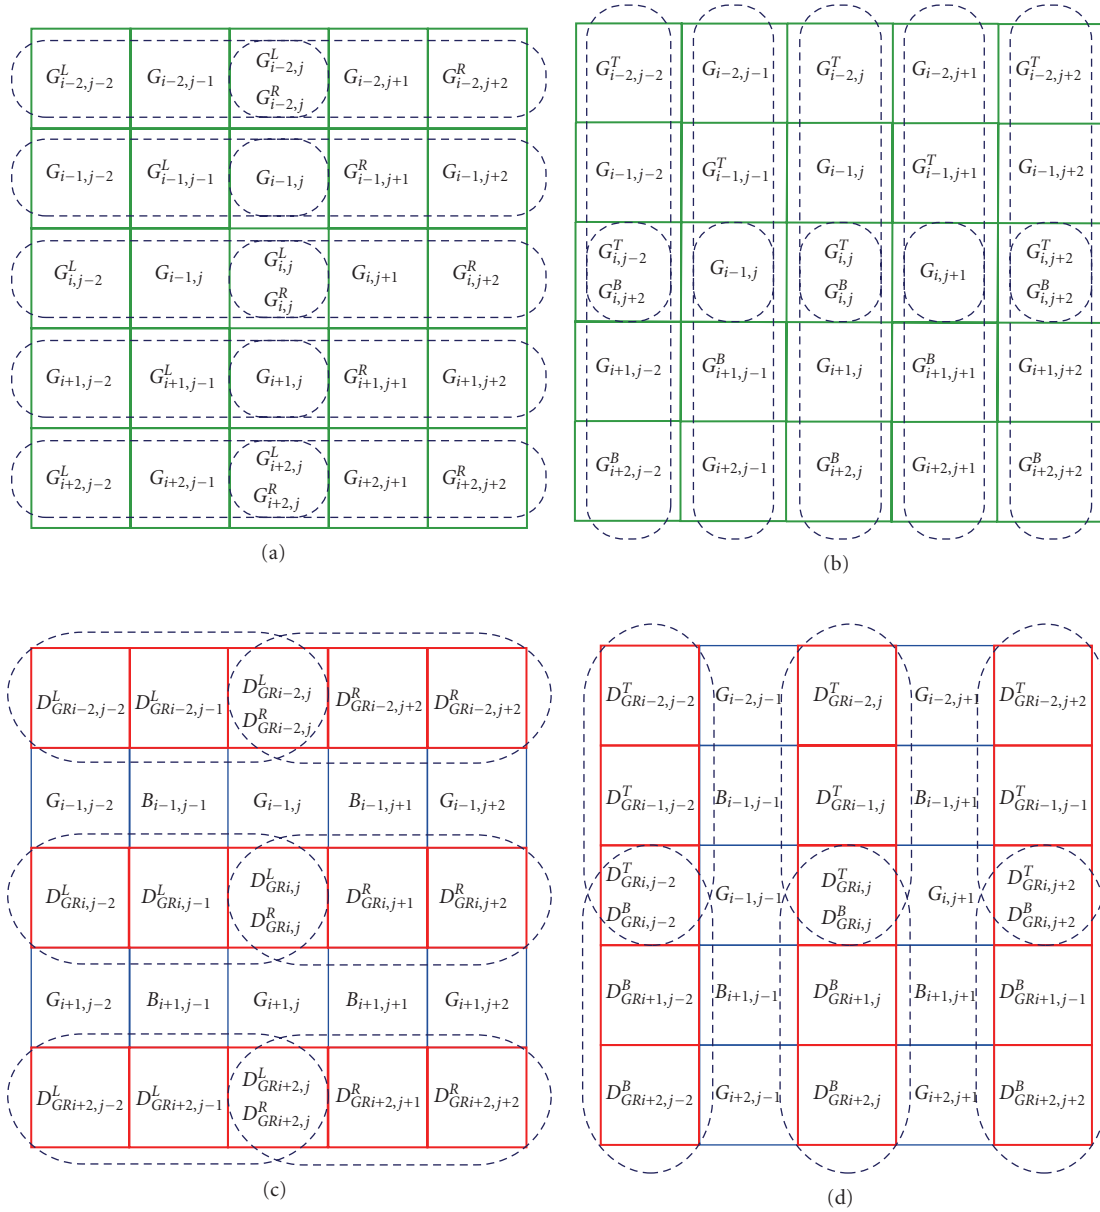 G^L_{i−2,j−2} G_{i−2,j−1} G^L_{i−2,j} G^R_{i−2,j} G_{i−2,j+1} G^R_{i−2,j+2}
G_{i−1,j−2} G^L_{i−1,j−1} G_{i−1,j} G^R_{i−1,j+1} G_{i−1,j+2}
G^L_{i,j−2} G_{i−1,j} G^L_{i,j} G^R_{i,j} G_{i,j+1} G^R_{i,j+2}
G_{i+1,j−2} G^L_{i+1,j−1} G_{i+1,j} G^R_{i+1,j+1} G_{i+1,j+2}
G^L_{i+2,j−2} G_{i+2,j−1} G^L_{i+2,j} G^R_{i+2,j} G_{i+2,j+1} G^R_{i+2,j+2}
(a)
G^T_{i−2,j−2} G_{i−2,j−1} G^T_{i−2,j} G_{i−2,j+1} G^T_{i−2,j+2}
G_{i−1,j−2} G^T_{i−1,j−1} G_{i−1,j} G^T_{i−1,j+1} G_{i−1,j+2}
G^T_{i,j−2} G^B_{i,j+2} G_{i−1,j} G^T_{i,j} G^B_{i,j} G_{i,j+1} G^T_{i,j+2} G^B_{i,j+2}
G_{i+1,j−2} G^B_{i+1,j−1} G_{i+1,j} G^B_{i+1,j+1} G_{i+1,j+2}
G^B_{i+2,j−2} G_{i+2,j−1} G^B_{i+2,j} G_{i+2,j+1} G^B_{i+2,j+2}
(b)
D^L_{GRi−2,j−2} D^L_{GRi−2,j−1} D^L_{GRi−2,j} D^R_{GRi−2,j} D^R_{GRi−2,j+2} D^R_{GRi−2,j+2}
G_{i−1,j−2} B_{i−1,j−1} G_{i−1,j} B_{i−1,j+1} G_{i−1,j+2}
D^L_{GRi,j−2} D^L_{GRi,j−1} D^L_{GRi,j} D^R_{GRi,j} D^R_{GRi,j+1} D^R_{GRi,j+2}
G_{i+1,j−2} B_{i+1,j−1} G_{i+1,j} B_{i+1,j+1} G_{i+1,j+2}
D^L_{GRi+2,j−2} D^L_{GRi+2,j−1} D^L_{GRi+2,j} D^R_{GRi+2,j} D^R_{GRi+2,j+1} D^R_{GRi+2,j+2}
(c)
D^T_{GRi−2,j−2} G_{i−2,j−1} D^T_{GRi−2,j} G_{i−2,j+1} D^T_{GRi−2,j+2}
D^T_{GRi−1,j−2} B_{i−1,j−1} D^T_{GRi−1,j} B_{i−1,j+1} D^T_{GRi−1,j−1}
D^T_{GRi,j−2} D^B_{GRi,j−2} G_{i−1,j−1} D^T_{GRi,j} D^B_{GRi,j} G_{i,j+1} D^T_{GRi,j+2} D^B_{GRi,j+2}
D^B_{GRi+1,j−2} B_{i+1,j−1} D^B_{GRi+1,j} B_{i+1,j+1} D^B_{GRi+1,j−1}
D^B_{GRi+2,j−2} G_{i+2,j−1} D^B_{GRi+2,j} G_{i+2,j+1} D^B_{GRi+2,j+2}
(d)